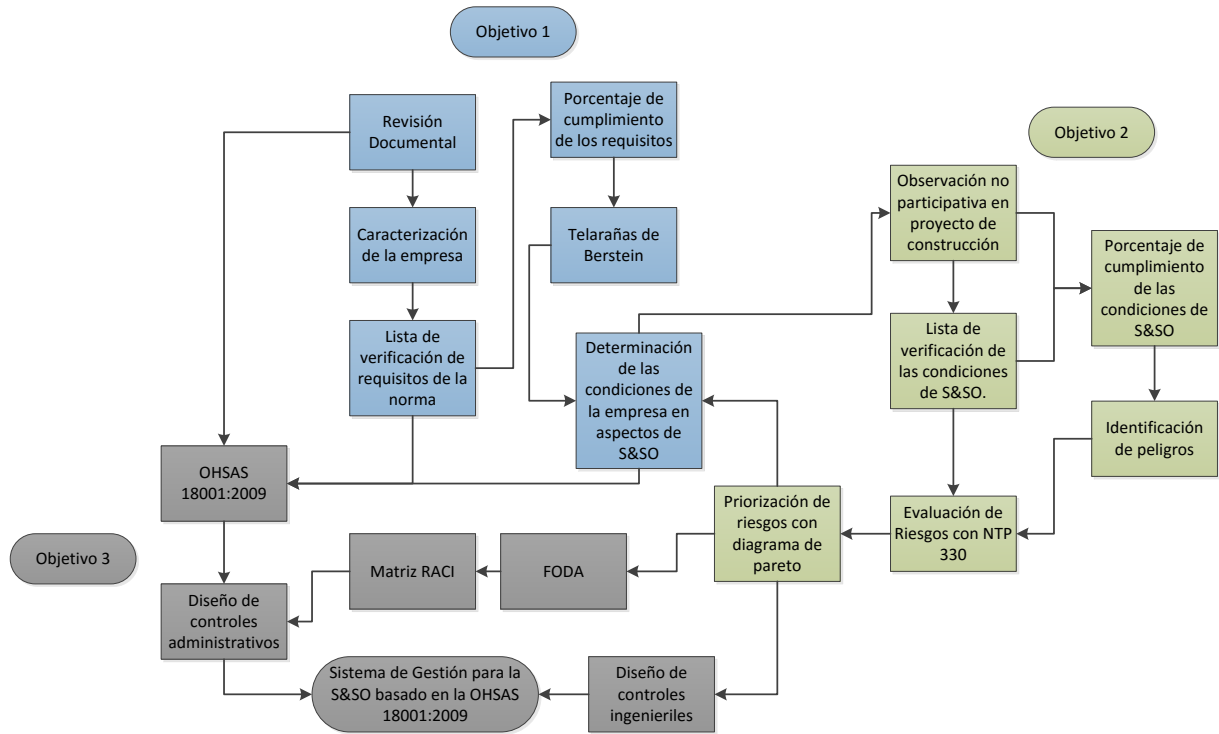 Objetivo 1
Revisión
Documental
Porcentaje de
cumplimiento
de los requisitos
Objetivo 2
Caracterización
de la empresa
Telarañas de
Berstein
Observación no
participativa en
proyecto de
construcción
Porcentaje de
cumplimiento
de las
condiciones de
S&SO
Lista de
verificación de
requisitos de la
norma
Determinación
de las
condiciones de
la empresa en
aspectos de
S&SO
Lista de
verificación de
las condiciones
de S&SO.
Identificación
de peligros
OHSAS
18001:2009
Priorización de
riesgos con
diagrama de
pareto
Evaluación de
Riesgos con NTP
330
Objetivo 3
Matriz RACI
FODA
Diseño de
controles
administrativos
Sistema de Gestión para la
S&SO basado en la OHSAS
18001:2009
Diseño de
controles
ingenieriles